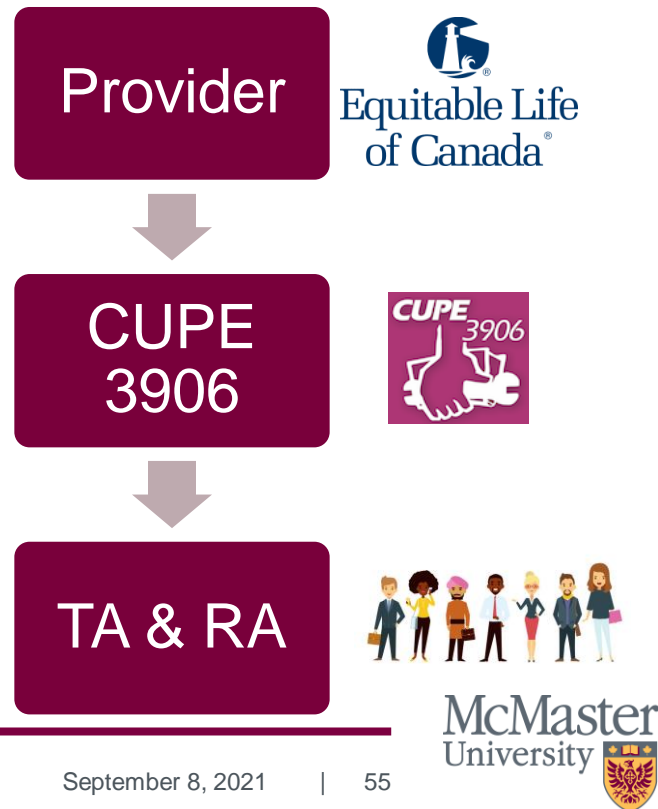 Provider
Equitable Life
of Canada®
CUPE
3906
CUPE
3906
TA & RA
McMaster
University
September 8, 2021 | 55